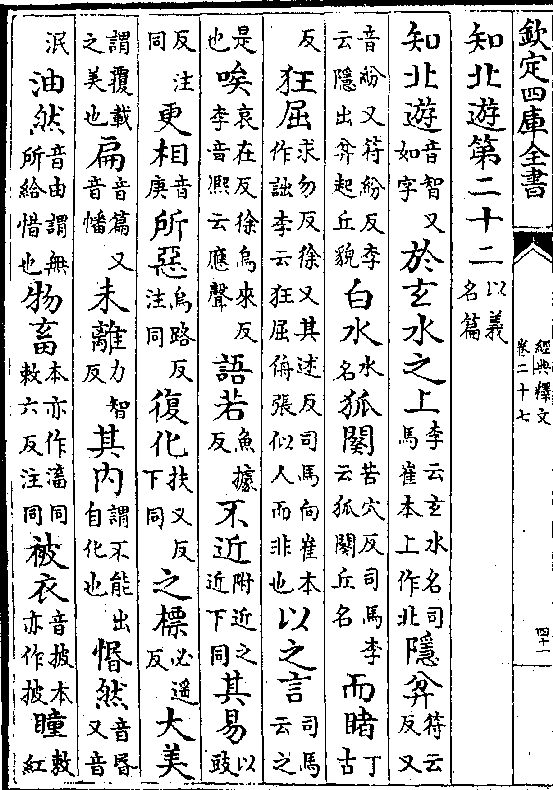 欽定四庫全書
經典釋文
卷二十七
知北遊第二十二以義名篇
知北遊音智又如字於玄水之上李云玄水名司馬崔本上作北隱弅符云反又
音紛又符紛反李云隱出弅起丘貌白水水名狐闋苦穴反司馬李云狐闋丘名而睹丁古
反狂屈求勿反徐又其述反司馬向崔本作詘李云狂屈侜張似人而非也以之言司馬云之
是也唉哀在反徐烏來反李音熙云應聲語若魚據反不近附近之近下同其易以豉
反注同更相音庚所惡烏路反注同復化扶又反下同之標必遥反大美
謂覆載之美也扁音篇又音幡未離力智反其内謂不能出自化也惛然音昏又音
泯油然音由謂無所給惜也物畜本亦作滀同敕六反注同被衣音披本亦作披瞳敕紅